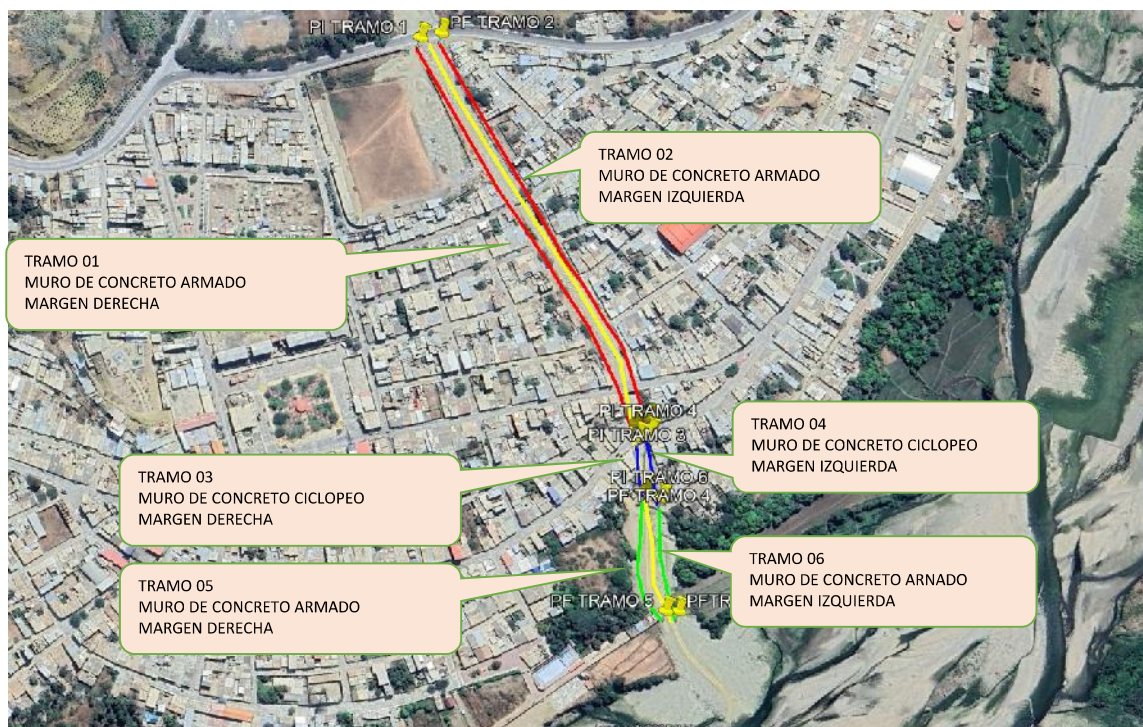 PI TRAMO 1
PF TRAMO 2
TRAMO 02
MURO DE CONCRETO ARMADO
MARGEN IZQUIERDA
TRAMO 01
MURO DE CONCRETO ARMADO
MARGEN DERECHA
PI TRAMO 4
PI TRAMO 3
TRAMO 04
MURO DE CONCRETO CICLOPEO
MARGEN IZQUIERDA
TRAMO 03
MURO DE CONCRETO CICLOPEO
MARGEN DERECHA
PI TRAMO 6
PF TRAMO 4
TRAMO 06
MURO DE CONCRETO ARNADO
MARGEN IZQUIERDA
TRAMO 05
MURO DE CONCRETO ARMADO
MARGEN DERECHA
PF TRAMO 5
PF TR